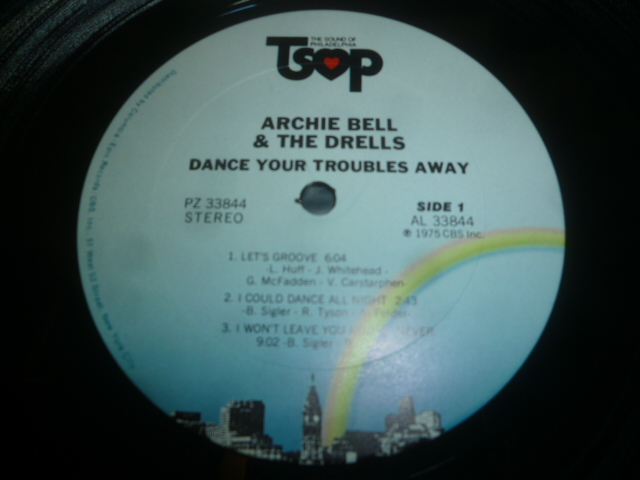 THE SOUND OF
PHILADELPHIA
TSOP
ARCHIE BELL
& THE DRELLS
DANCE YOUR TROUBLES AWAY
PZ 33844
STEREO
SIDE 1
AL 33844
℗ 1975 CBS Inc.
1. LET'S GROOVE 6:04
-L. Huff - J. Whitehead -
G. McFadden - V. Carstarphen-
2. I COULD DANCE ALL NIGHT 2:43
-B. Sigler - R. Tyson -
3. I WON'T LEAVE YOU
9:02 -B. Sigler